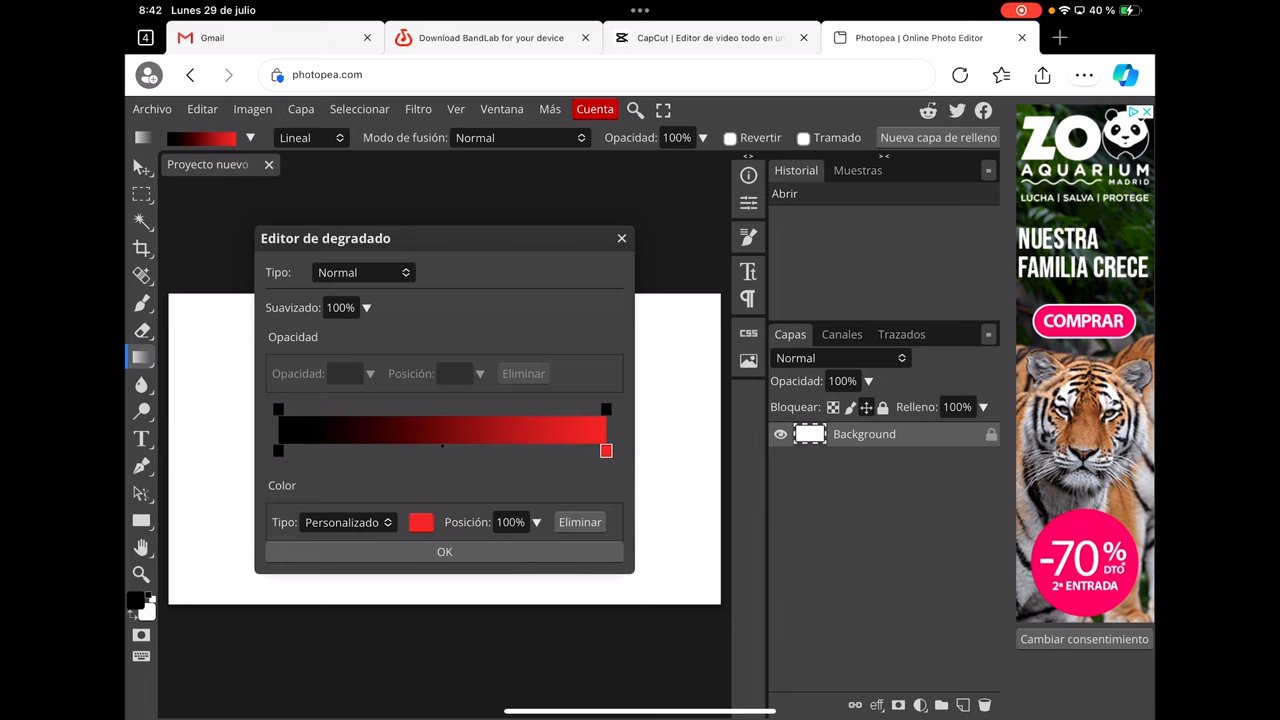 8:42 Lunes 29 de julio
40 %
4 Gmail Download BandLab for your device CapCut | Editor de video todo en un Photopea | Online Photo Editor
photopea.com
Archivo Editar Imagen Capa Seleccionar Filtro Ver Ventana Más Cuenta
Lineal Modo de fusión: Normal Opacidad: 100% Revertir Tramado Nueva capa de relleno
Proyecto nuevo
Editor de degradado
Tipo: Normal
Suavizado: 100%
Opacidad
Opacidad: Posición: Eliminar
Color
Tipo: Personalizado Posición: 100% Eliminar
OK
CSS
Historial Muestras
Abrir
Capas Canales Trazados
Normal
Opacidad: 100%
Bloquear: Relleno: 100%
Background
eff
ZOO
AQUARIUM
MADRID
LUCHA | SALVA | PROTEGE
NUESTRA
FAMILIA CRECE
COMPRAR
-70% DTO
2ª ENTRADA
Cambiar consentimiento